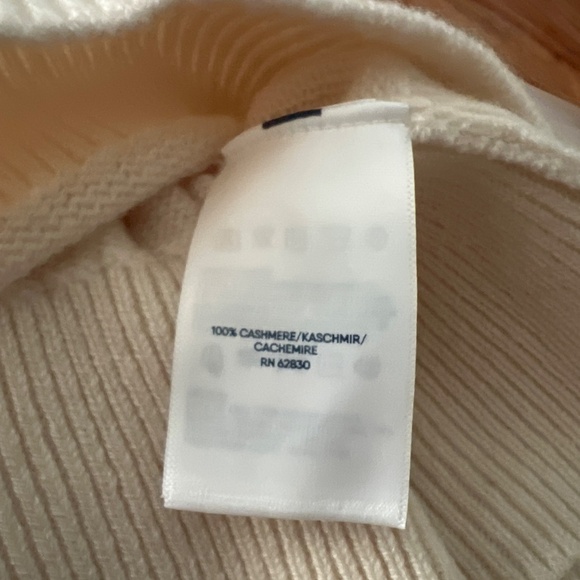 100% CASHMERE/KASCHMIR/
CACHEMIRE
RN 62830